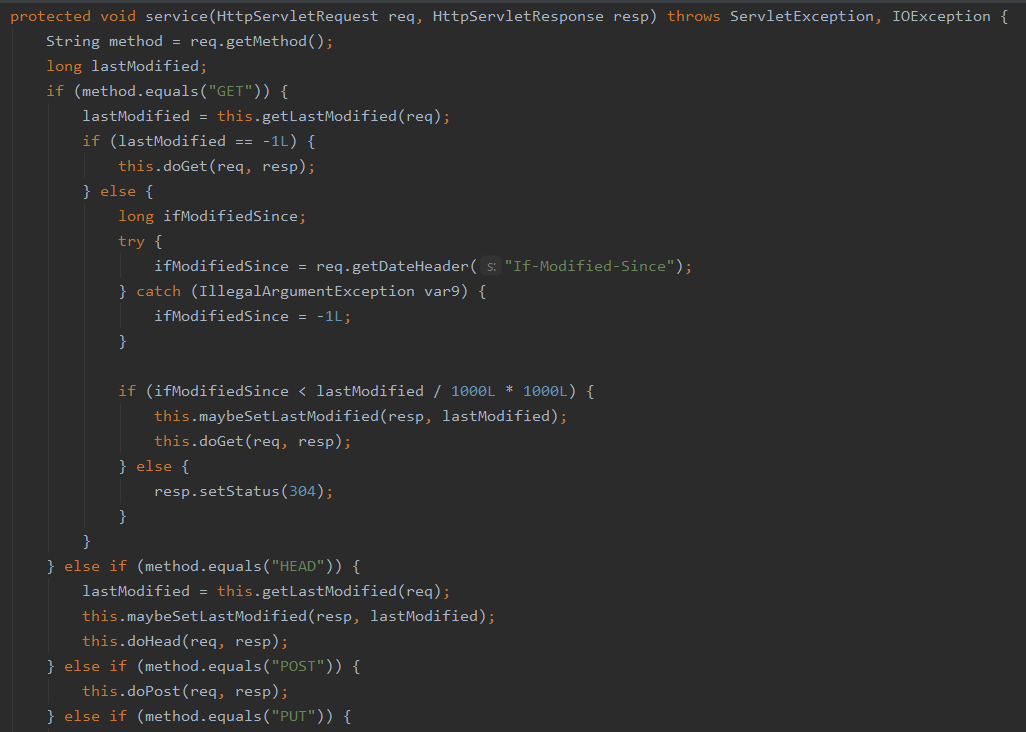 protected void service(HttpServletRequest req, HttpServletResponse resp) throws ServletException, IOException {
    String method = req.getMethod();
    long lastModified;
    if (method.equals("GET")) {
        lastModified = this.getLastModified(req);
        if (lastModified == -1L) {
            this.doGet(req, resp);
        } else {
            long ifModifiedSince;
            try {
                ifModifiedSince = req.getDateHeader( s: "If-Modified-Since");
            } catch (IllegalArgumentException var9) {
                ifModifiedSince = -1L;
            }

            if (ifModifiedSince < lastModified / 1000L * 1000L) {
                this.maybeSetLastModified(resp, lastModified);
                this.doGet(req, resp);
            } else {
                resp.setStatus(304);
            }
        }
    } else if (method.equals("HEAD")) {
        lastModified = this.getLastModified(req);
        this.maybeSetLastModified(resp, lastModified);
        this.doHead(req, resp);
    } else if (method.equals("POST")) {
        this.doPost(req, resp);
    } else if (method.equals("PUT")) {